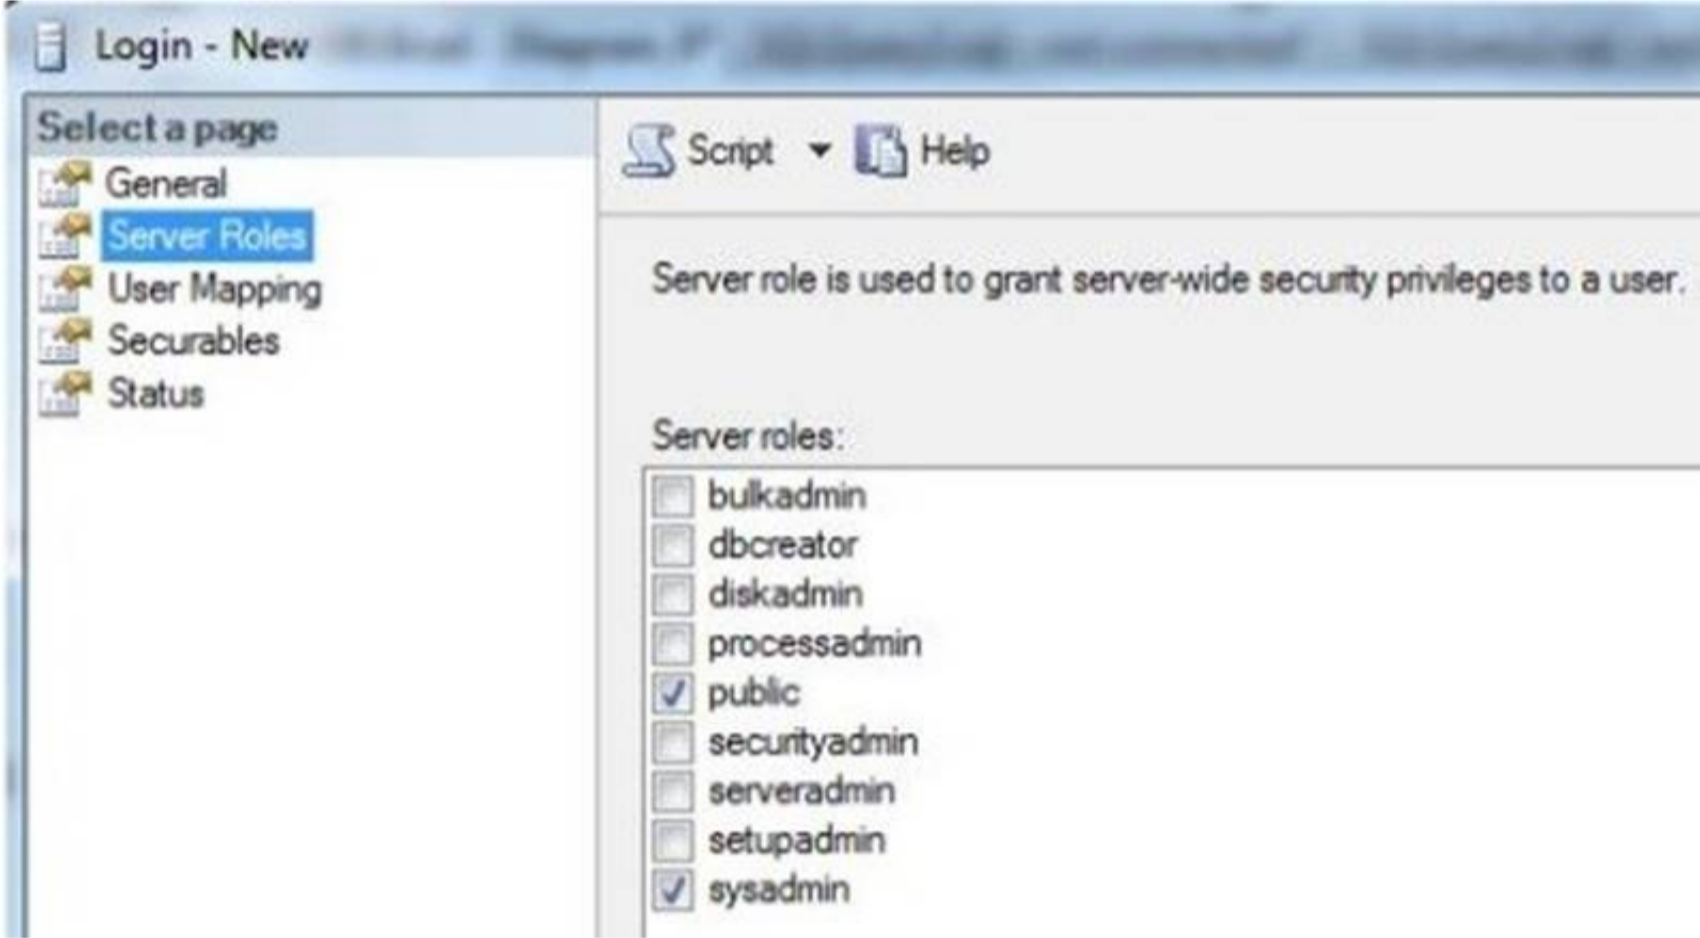 Login - New
Select a page
General
Server Roles
User Mapping
Securables
Status
Script Help
Server role is used to grant server-wide security privileges to a user.
Server roles:
bulkadmin
dbcreator
diskadmin
processadmin
public
securityadmin
serveradmin
setupadmin
sysadmin